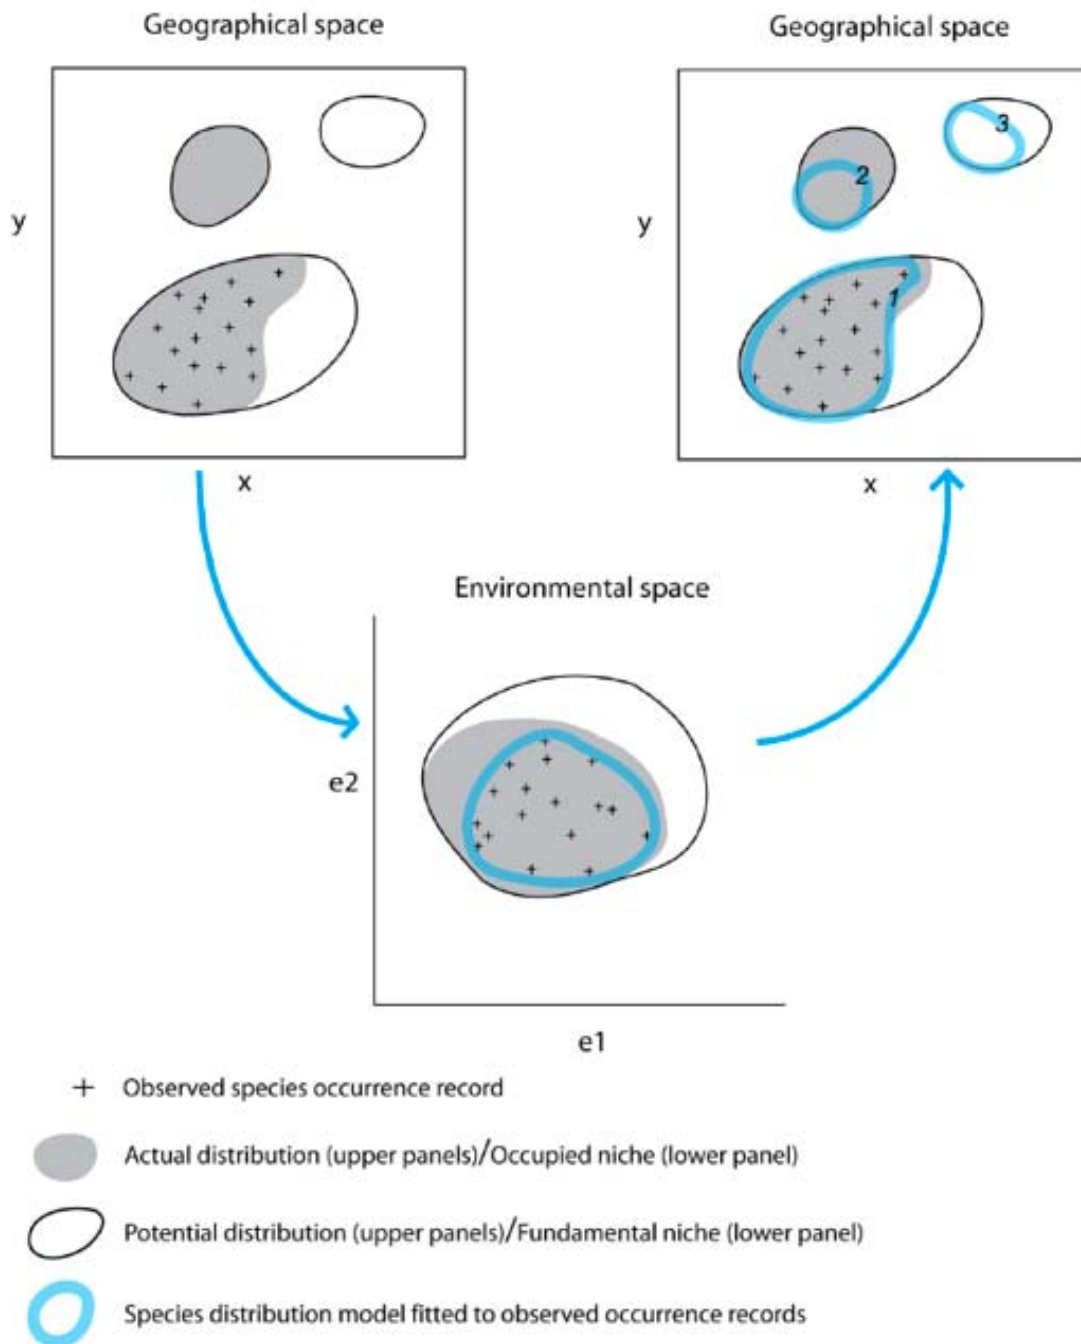 Geographical space
Geographical space
y
x
y
x
1
2
3
Environmental space
e2
e1
Observed species occurrence record
Actual distribution (upper panels)/Occupied niche (lower panel)
Potential distribution (upper panels)/Fundamental niche (lower panel)
Species distribution model fitted to observed occurrence records